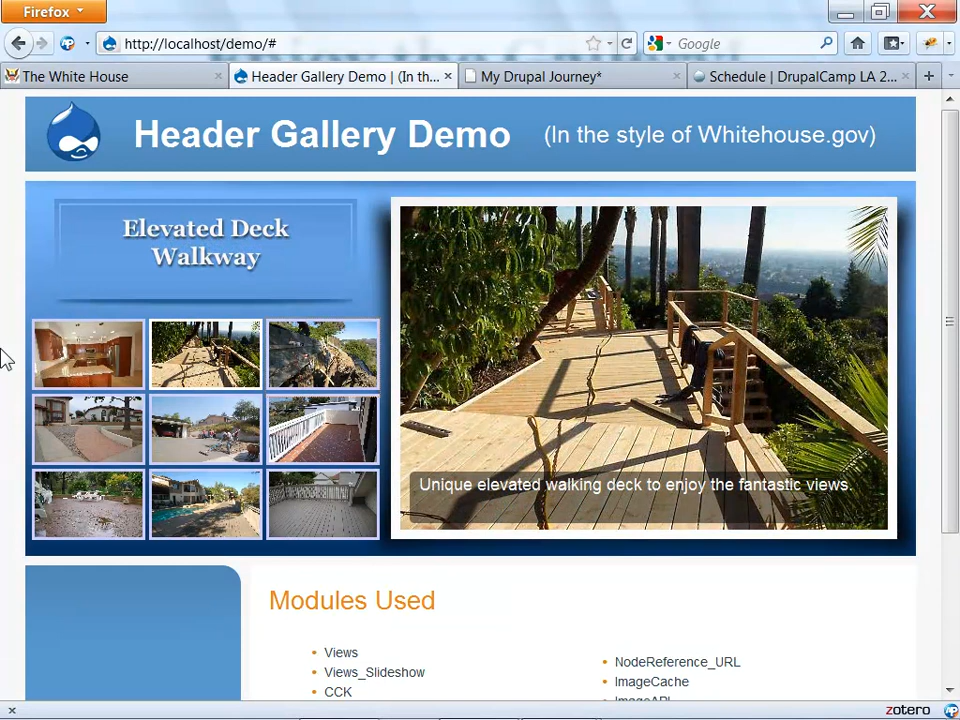 Firefox
http://localhost/demo/#
Google
The White House
Header Gallery Demo | (In th...
My Drupal Journey*
Schedule | DrupalCamp LA 2...
Header Gallery Demo
(In the style of Whitehouse.gov)
Elevated Deck
Walkway
Unique elevated walking deck to enjoy the fantastic views.
Modules Used
Views
Views_Slideshow
CCK
NodeReference_URL
ImageCache
ImageAPI
zotero